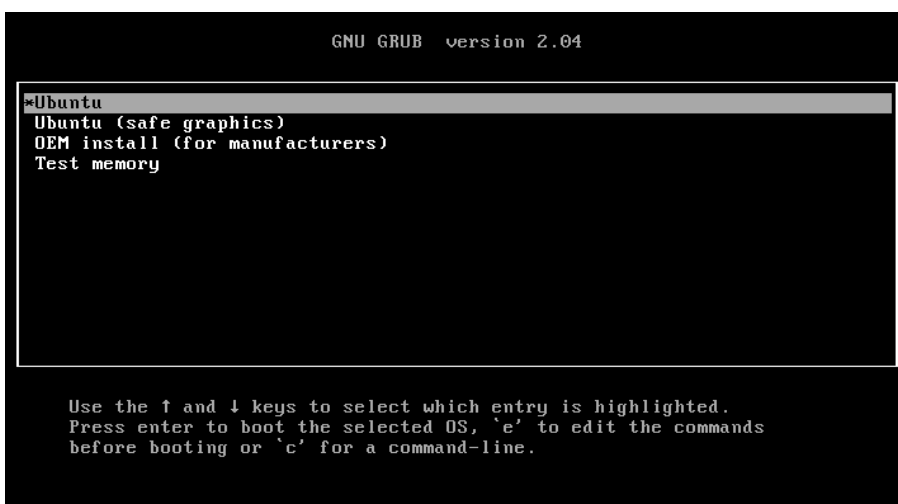 GNU GRUB  version 2.04
*Ubuntu
Ubuntu (safe graphics)
OEM install (for manufacturers)
Test memory
Use the ↑ and ↓ keys to select which entry is highlighted.
Press enter to boot the selected OS, `e' to edit the commands
before booting or `c' for a command-line.